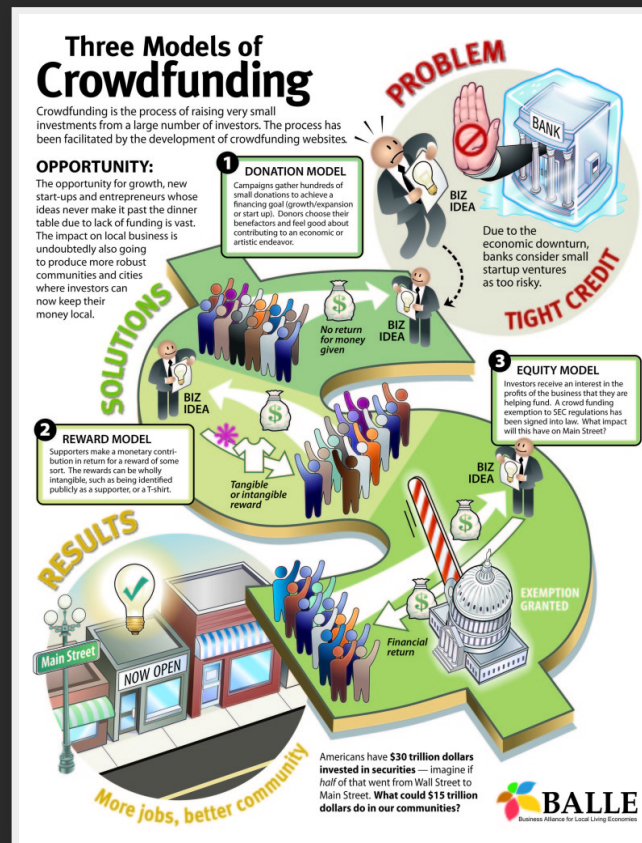 Three Models of
Crowdfunding
Crowdfunding is the process of raising very small
investments from a large number of investors. The process has
been facilitated by the development of crowdfunding websites.
OPPORTUNITY:
The opportunity for growth, new
start-ups and entrepreneurs whose
ideas never make it past the dinner
table due to lack of funding is vast.
The impact on local business is
undoubtedly also going
to produce more robust
communities and cities
where investors can
now keep their
money local.
1
DONATION MODEL
Campaigns gather hundreds of
small donations to achieve a
financing goal (growth/expansion
or start up). Donors choose their
benefactors and feel good about
contributing to an economic or
artistic endeavor.
PROBLEM
BANK
BIZ
IDEA
Due to the
economic downturn,
banks consider small
startup ventures
as too risky.
TIGHT CREDIT
SOLUTIONS
$
No return
for money
given
BIZ
IDEA
BIZ
IDEA
$
2
REWARD MODEL
Supporters make a monetary contri-
bution in return for a reward of some
sort. The rewards can be wholly
intangible, such as being identified
publicly as a supporter, or a T-shirt.
Tangible
or intangible
reward
3
EQUITY MODEL
Investors receive an interest in the
profits of the business that they are
helping fund. A crowd funding
exemption to SEC regulations has
been signed into law. What impact
will this have on Main Street?
BIZ
IDEA
$
$
EXEMPTION
GRANTED
Financial
return
RESULTS
Main Street
NOW OPEN
More jobs, better community
Americans have $30 trillion dollars
invested in securities — imagine if
half of that went from Wall Street to
Main Street. What could $15 trillion
dollars do in our communities?
BALLE
Business Alliance for Local Living Economies